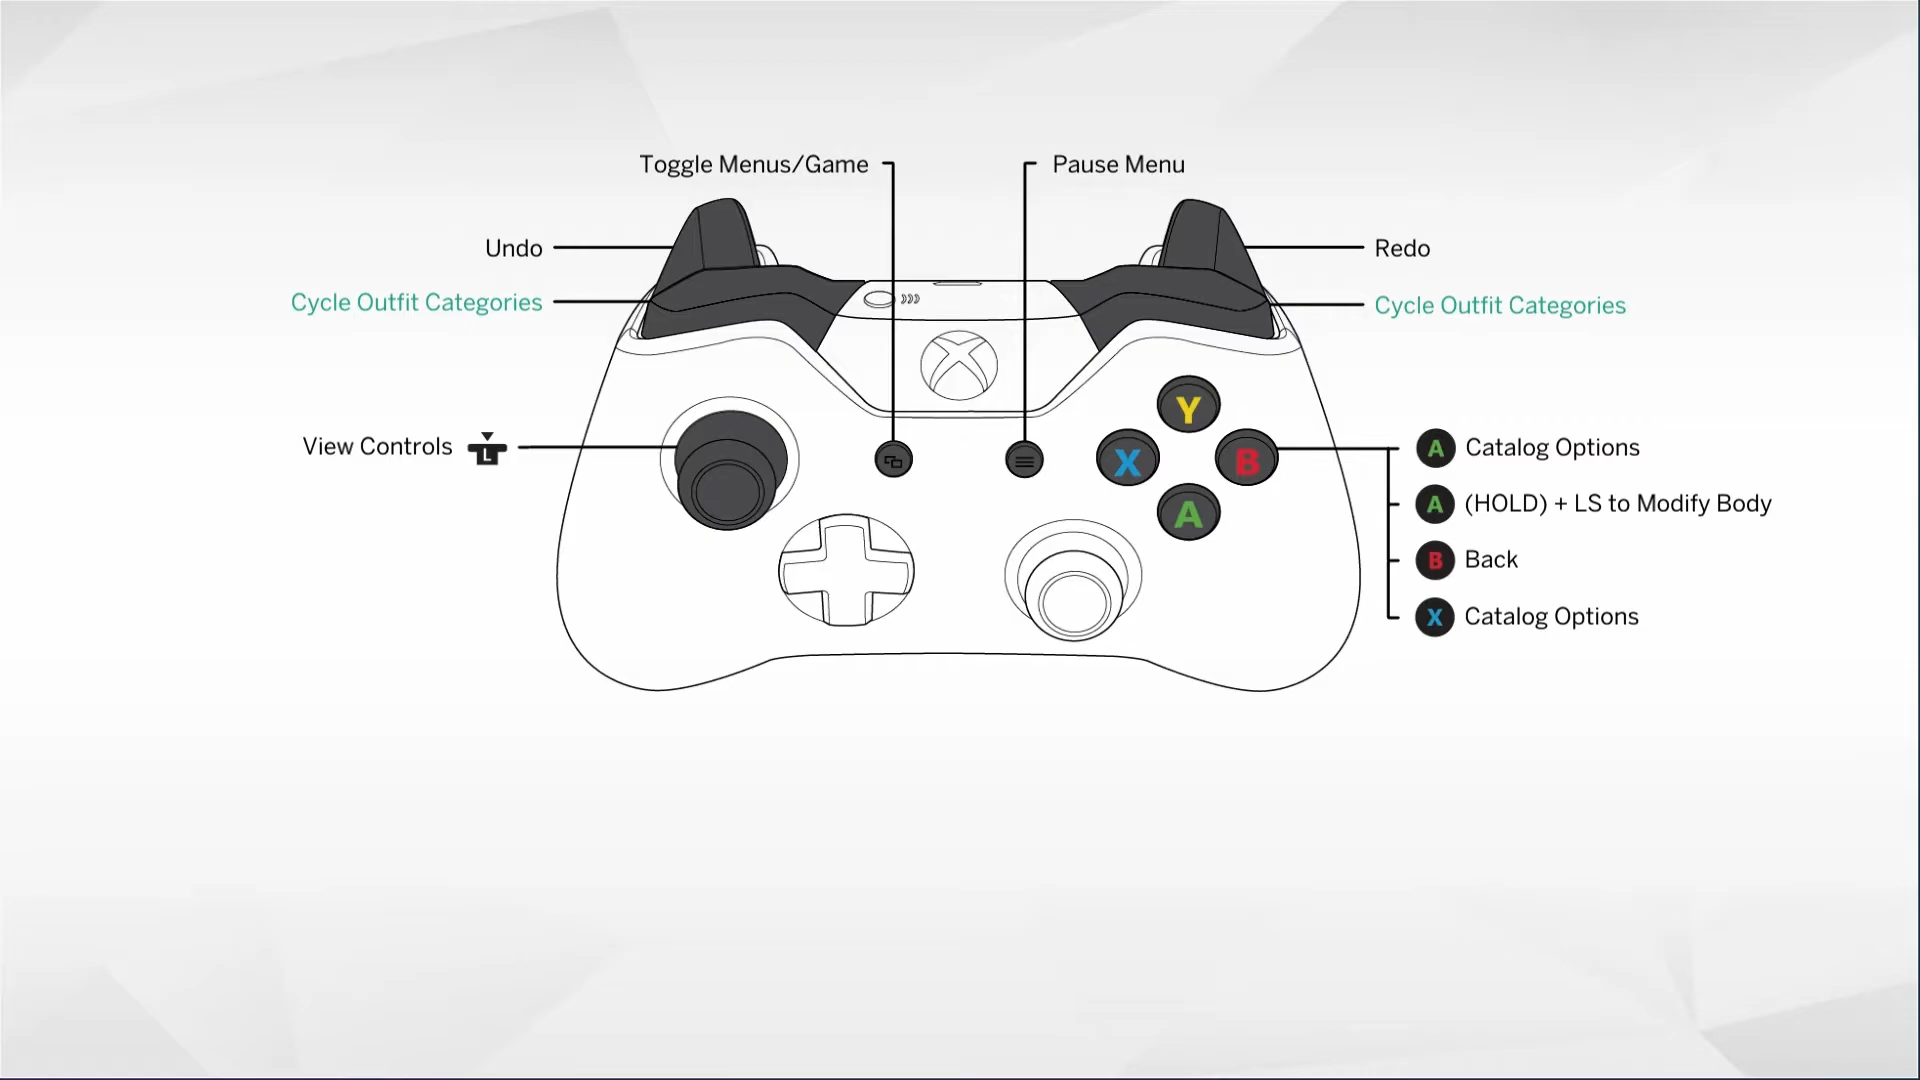 Toggle Menus/Game
Pause Menu
Undo
Redo
Cycle Outfit Categories
Cycle Outfit Categories
Y
View Controls L
X
B
A
A Catalog Options
A (HOLD) + LS to Modify Body
B Back
X Catalog Options